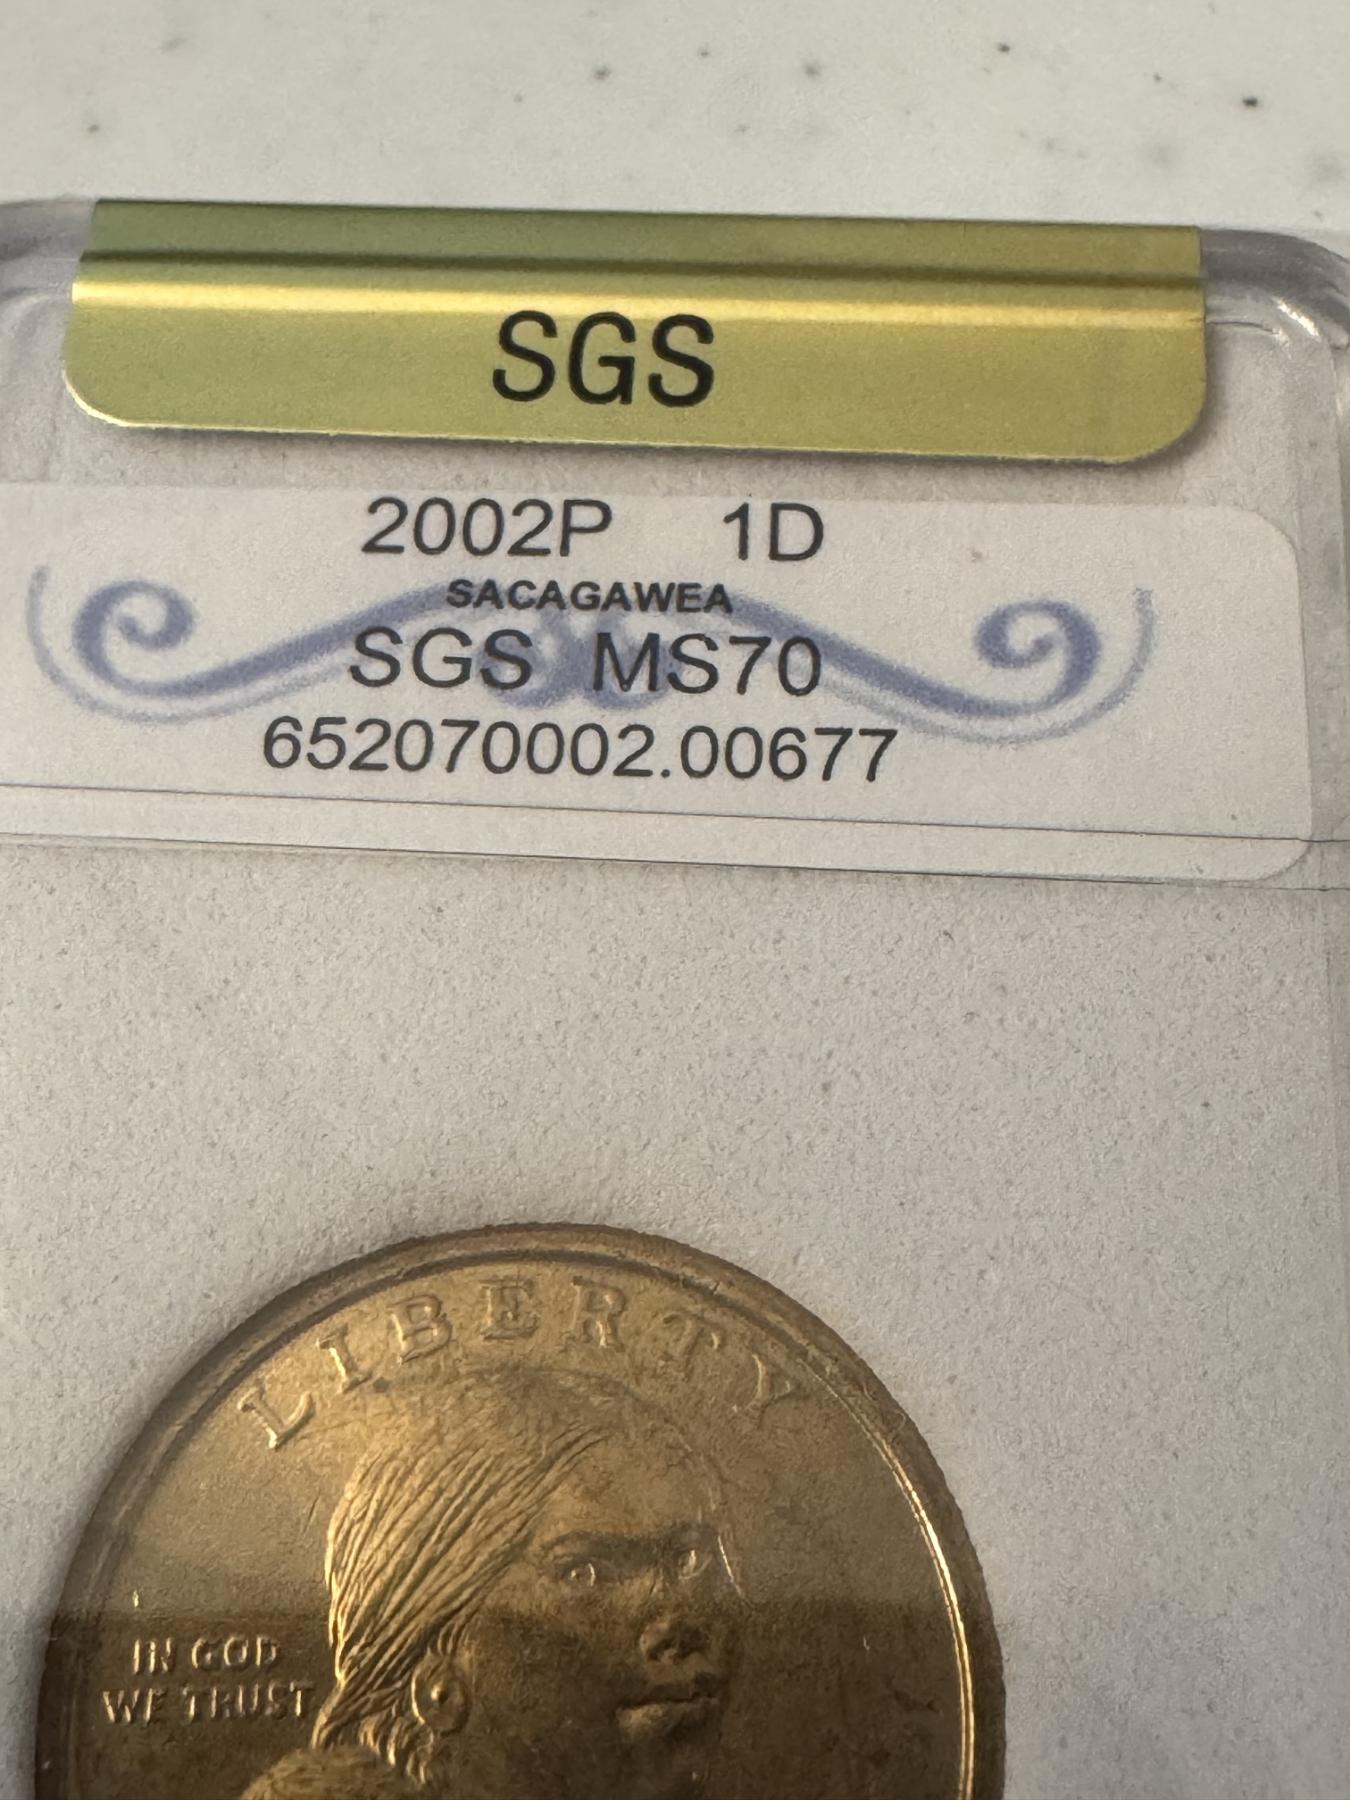 SGS
2002P 1D
SACAGAWEA
SGS MS70
652070002.00677
LIBERTY
IN GOD
WE TRUST